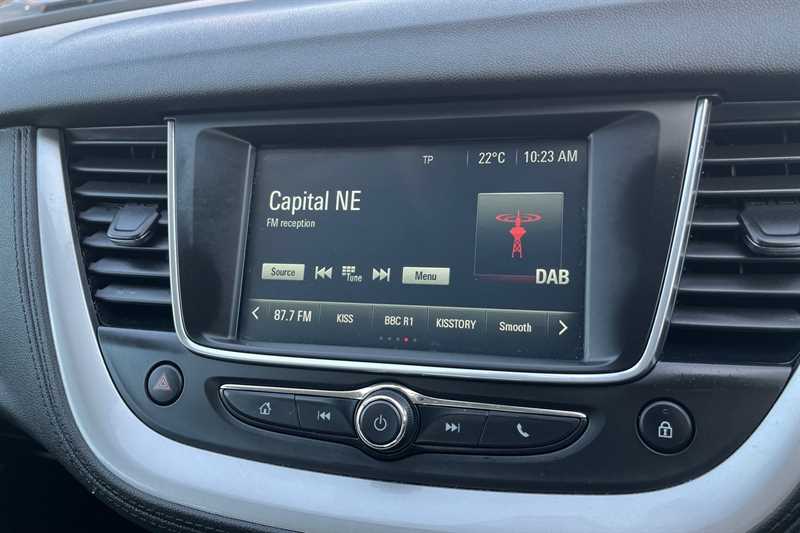 TP 22°C 10:23 AM
Capital NE
FM reception
Source Tune Menu
DAB
87.7 FM KISS BBC R1 KISSTORY Smooth